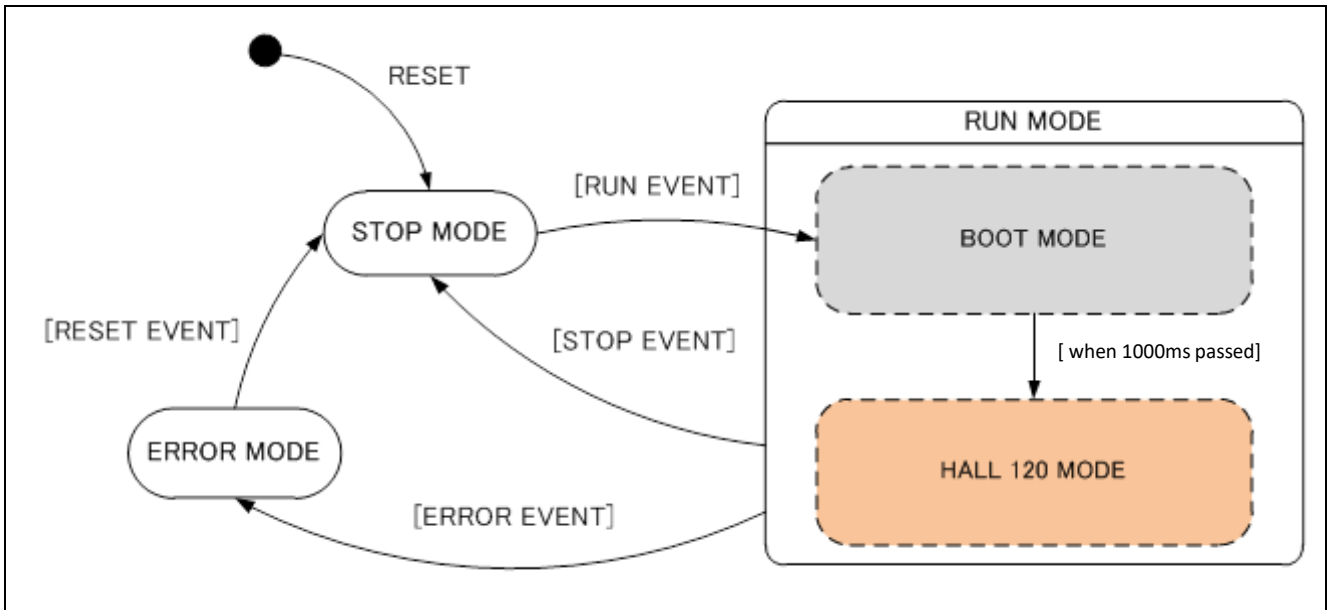 RESET
RUN MODE
[RUN EVENT]
STOP MODE
BOOT MODE
[RESET EVENT]
[STOP EVENT]
[ when 1000ms passed]
ERROR MODE
HALL 120 MODE
[ERROR EVENT]